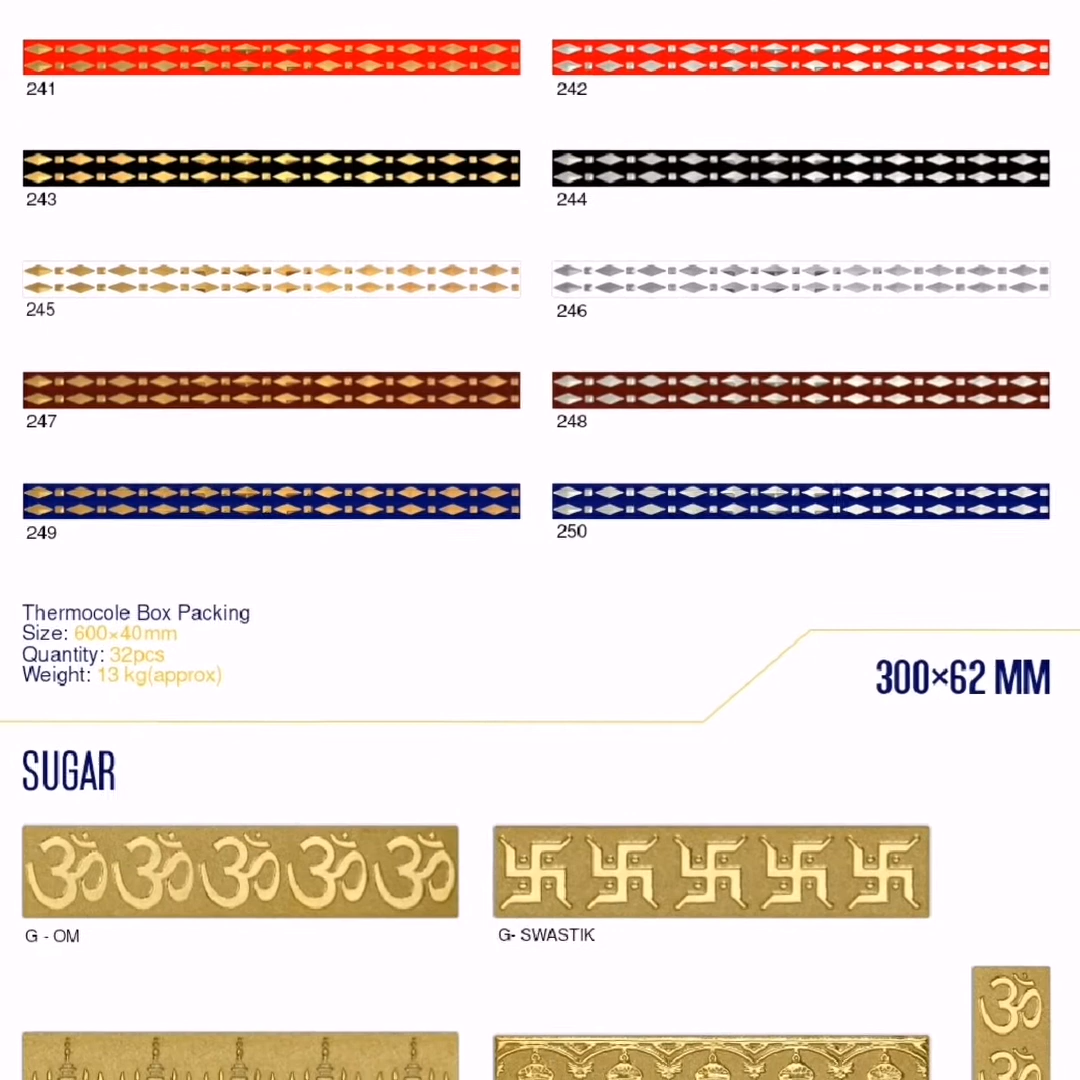 241
242
243
244
245
246
247
248
249
250
Thermocole Box Packing
Size: 600×40mm
Quantity: 32pcs
Weight: 13 kg(approx)
300×62 MM
SUGAR
ॐ ॐ ॐ ॐ ॐ
G - OM
G- SWASTIK
ॐ
ॐ